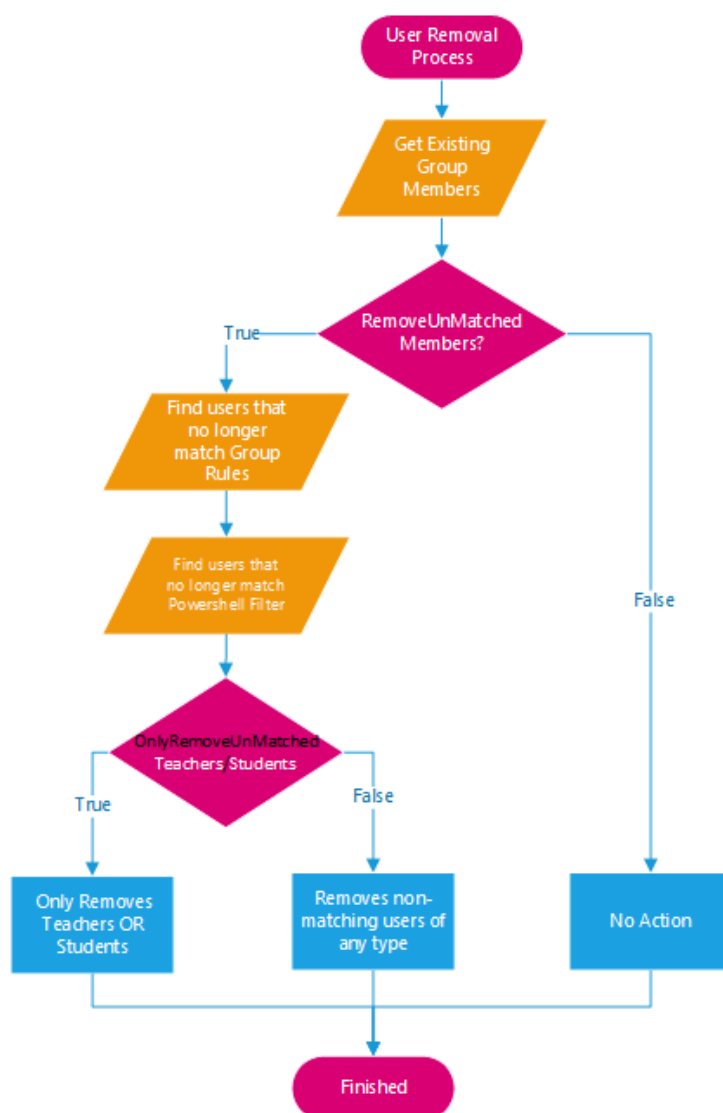 User Removal
Process
Get Existing
Group
Members
RemoveUnMatched
Members?
True
Find users that
no longer
match Group
Rules
Find users that
no longer match
Powershell Filter
False
OnlyRemoveUnMatched
Teachers/Students
True
False
Only Removes
Teachers OR
Students
Removes non-
matching users of
any type
No Action
Finished